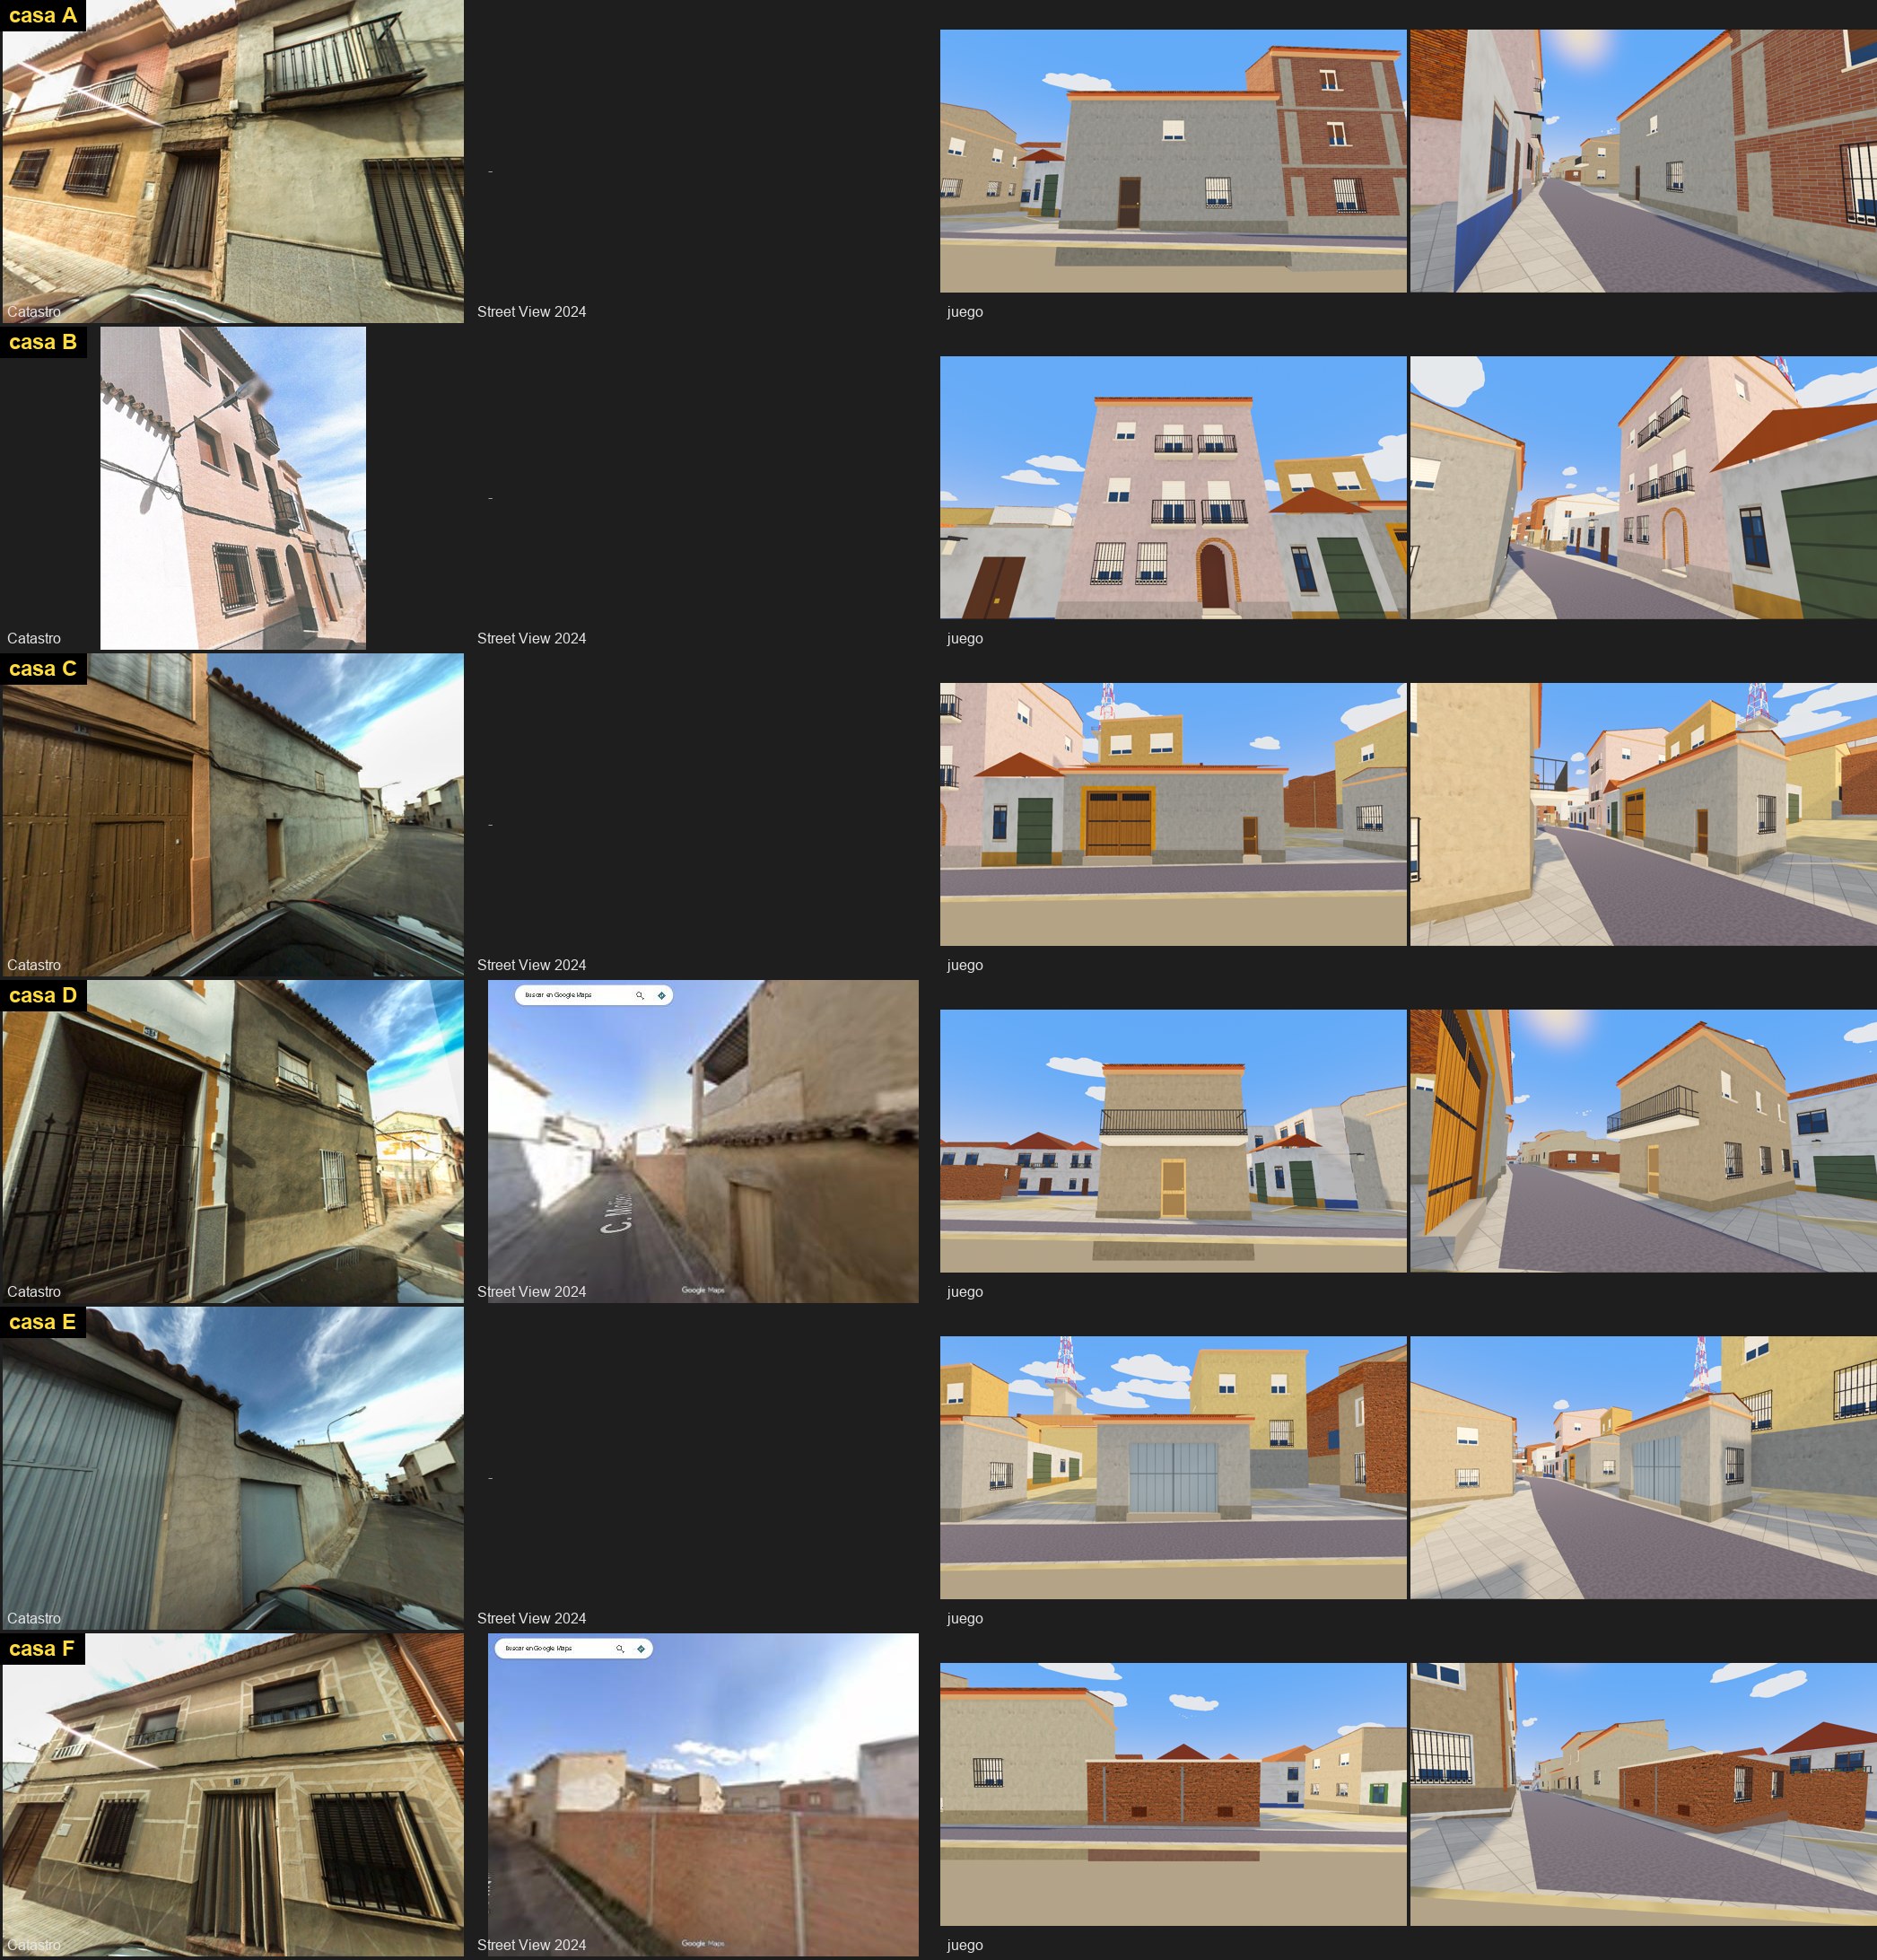 casa A
Catastro
-
Street View 2024
juego
casa B
Catastro
-
Street View 2024
juego
casa C
Catastro
-
Street View 2024
juego
casa D
Buscar en Google Maps
Google Maps
Catastro
Street View 2024
juego
casa E
Catastro
-
Street View 2024
juego
casa F
Buscar en Google Maps
Google Maps
Catastro
Street View 2024
juego